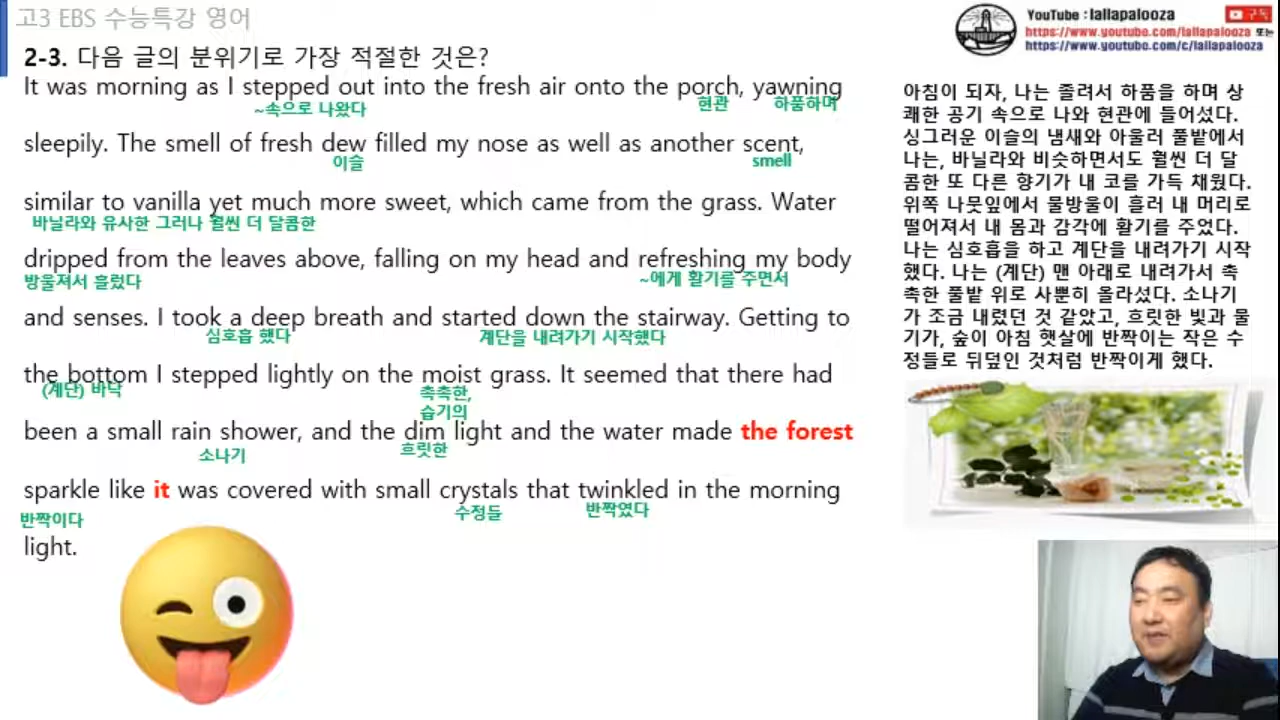 고3 EBS 수능특강 영어
YouTube : lallapalooza
구독
https://www.youtube.com/lallapalooza 또는
https://www.youtube.com/c/lallapalooza
2-3. 다음 글의 분위기로 가장 적절한 것은?
It was morning as I stepped out into the fresh air onto the porch, yawning
~속으로 나왔다 현관 하품하며
sleepily. The smell of fresh dew filled my nose as well as another scent,
이슬 smell
similar to vanilla yet much more sweet, which came from the grass. Water
바닐라와 유사한 그러나 훨씬 더 달콤한
dripped from the leaves above, falling on my head and refreshing my body
방울져서 흘렀다 ~에게 활기를 주면서
and senses. I took a deep breath and started down the stairway. Getting to
심호흡 했다 계단을 내려가기 시작했다
the bottom I stepped lightly on the moist grass. It seemed that there had
(계단) 바닥 촉촉한,
습기의
been a small rain shower, and the dim light and the water made the forest
소나기 흐릿한
sparkle like it was covered with small crystals that twinkled in the morning
반짝이다 수정들 반짝였다
light.
아침이 되자, 나는 졸려서 하품을 하며 상
쾌한 공기 속으로 나와 현관에 들어섰다.
싱그러운 이슬의 냄새와 아울러 풀밭에서
나는, 바닐라와 비슷하면서도 훨씬 더 달
콤한 또 다른 향기가 내 코를 가득 채웠다.
위쪽 나뭇잎에서 물방울이 흘러 내 머리로
떨어져서 내 몸과 감각에 활기를 주었다.
나는 심호흡을 하고 계단을 내려가기 시작
했다. 나는 (계단) 맨 아래로 내려가서 촉
촉한 풀밭 위로 사뿐히 올라섰다. 소나기
가 조금 내렸던 것 같았고, 흐릿한 빛과 물
기가, 숲이 아침 햇살에 반짝이는 작은 수
정들로 뒤덮인 것처럼 반짝이게 했다.